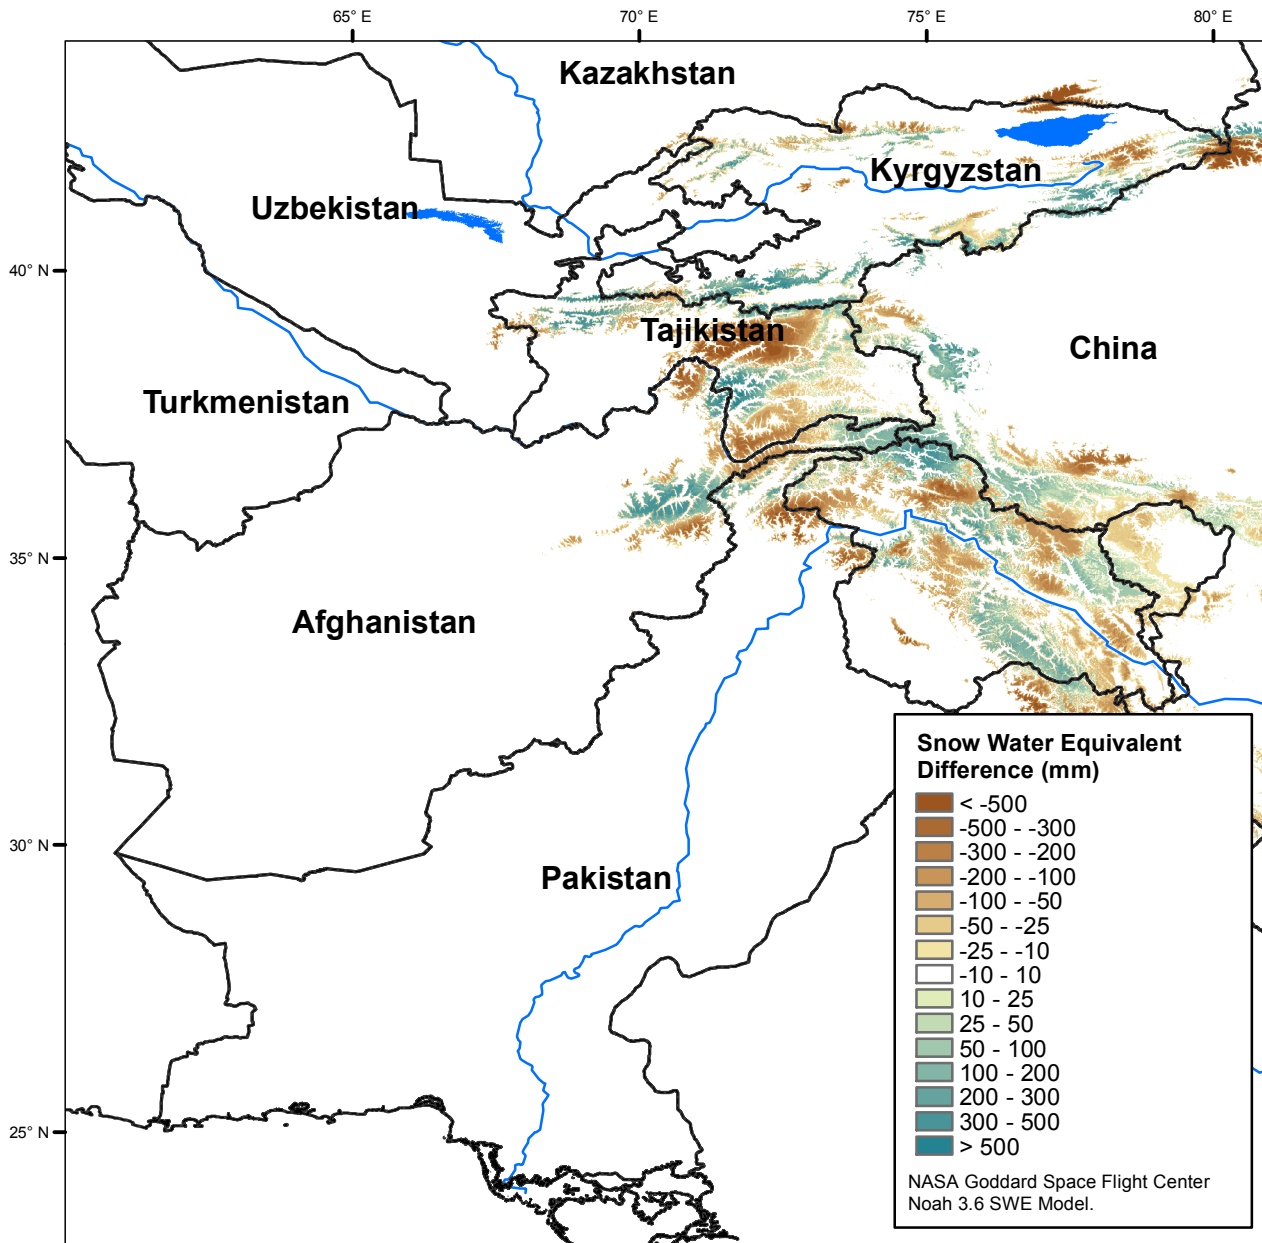 65° E
70° E
75° E
80° E
Kazakhstan
Kyrgyzstan
Uzbekistan
40° N
Tajikistan
China
Turkmenistan
35° N
Afghanistan
Snow Water Equivalent
Difference (mm)
< -500
-500 - -300
-300 - -200
-200 - -100
-100 - -50
-50 - -25
-25 - -10
-10 - 10
10 - 25
25 - 50
50 - 100
100 - 200
200 - 300
300 - 500
> 500
NASA Goddard Space Flight Center
Noah 3.6 SWE Model.
30° N
Pakistan
25° N